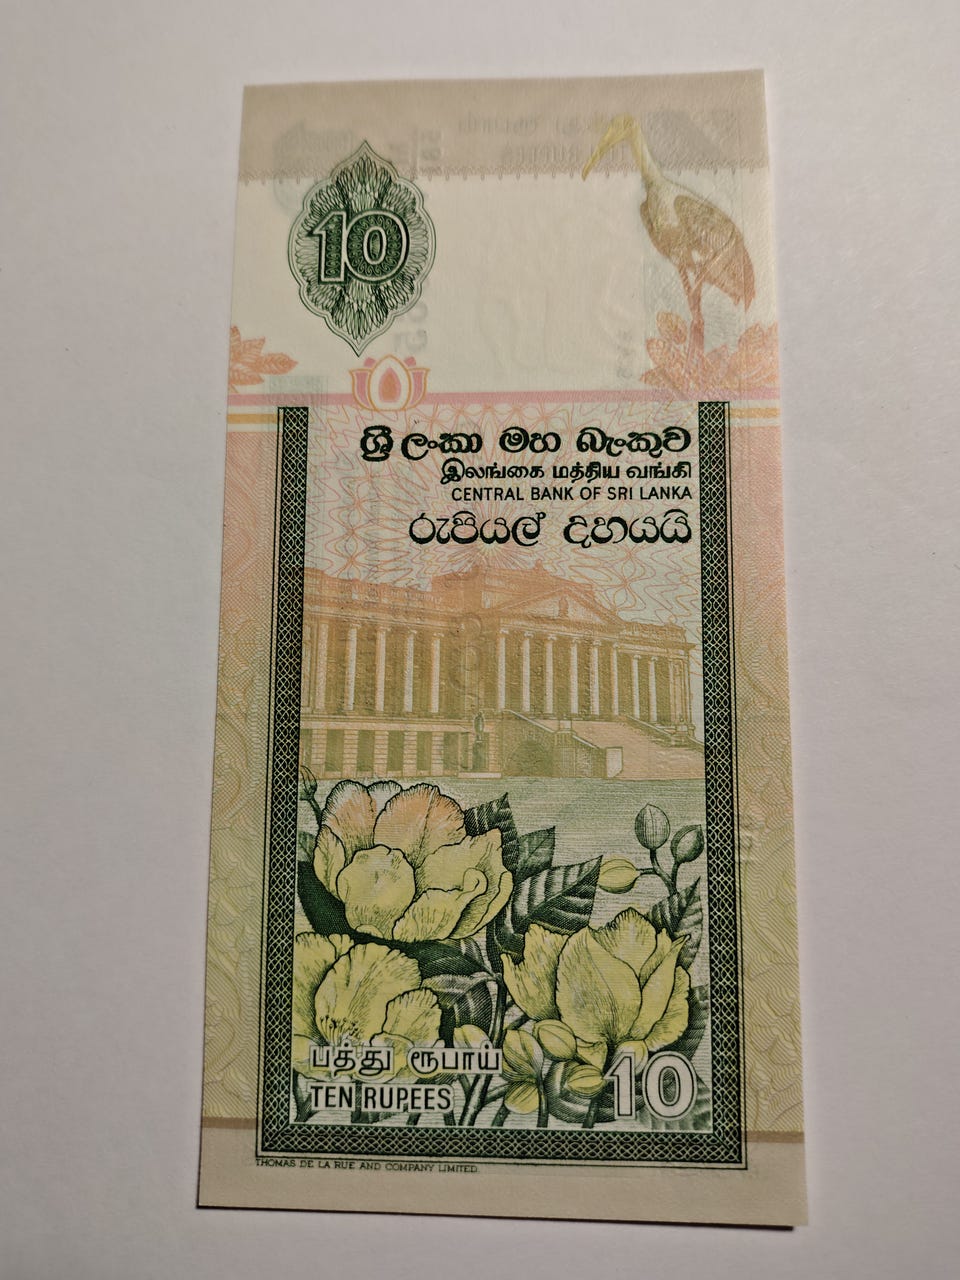 10
ශ්‍රී ලංකා මහ බැංකුව
இலங்கை மத்திய வங்கி
CENTRAL BANK OF SRI LANKA
රුපියල් දහයයි
பத்து ரூபாய்
TEN RUPEES
10
THOMAS DE LA RUE AND COMPANY LIMITED.